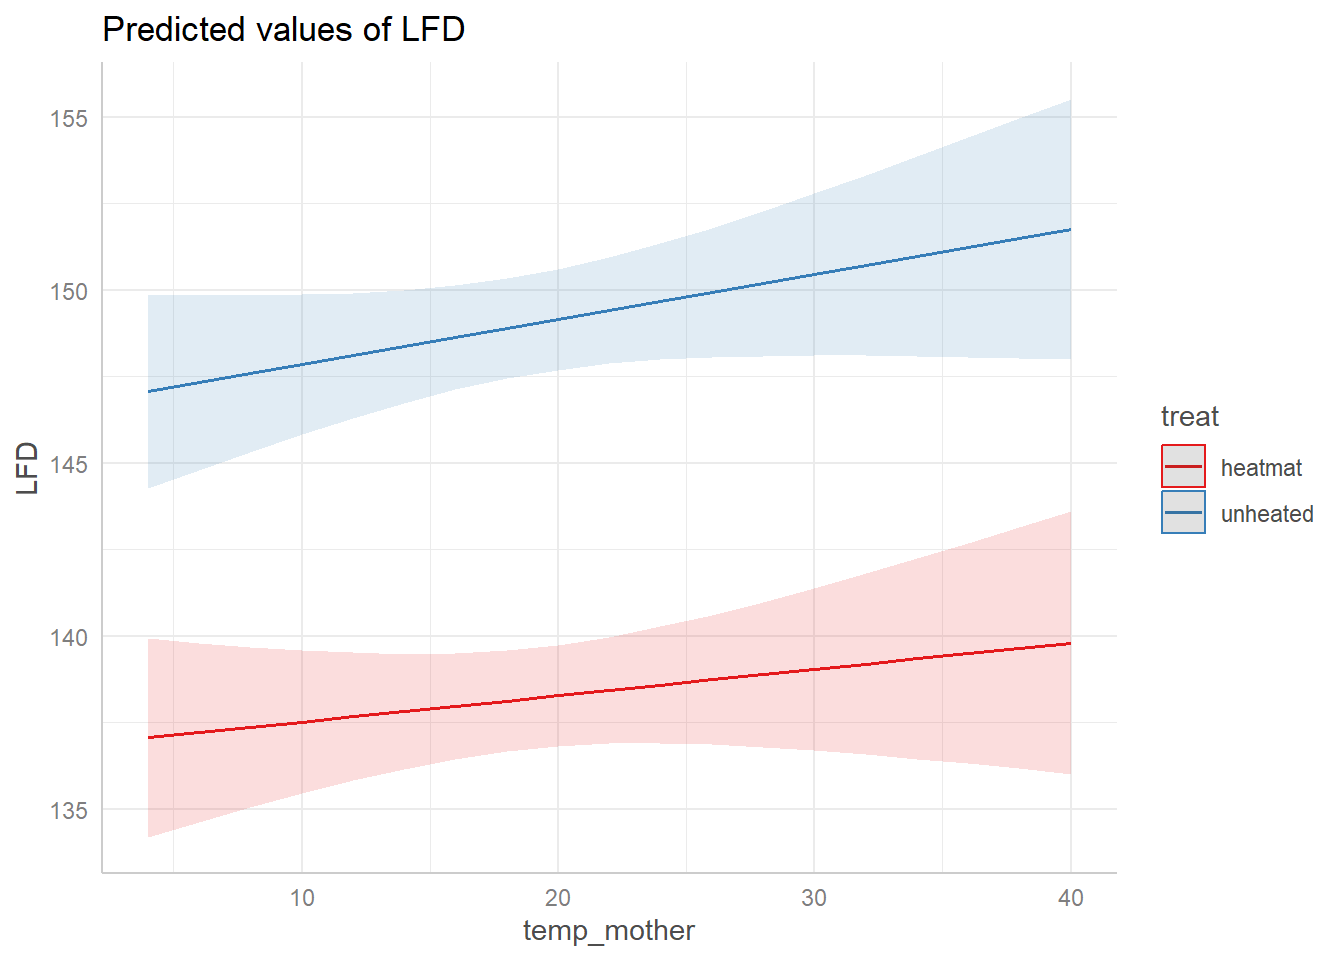 Predicted values of LFD
155
150
145
140
135
LFD
10 20 30 40
temp_mother
treat
heatmat
unheated